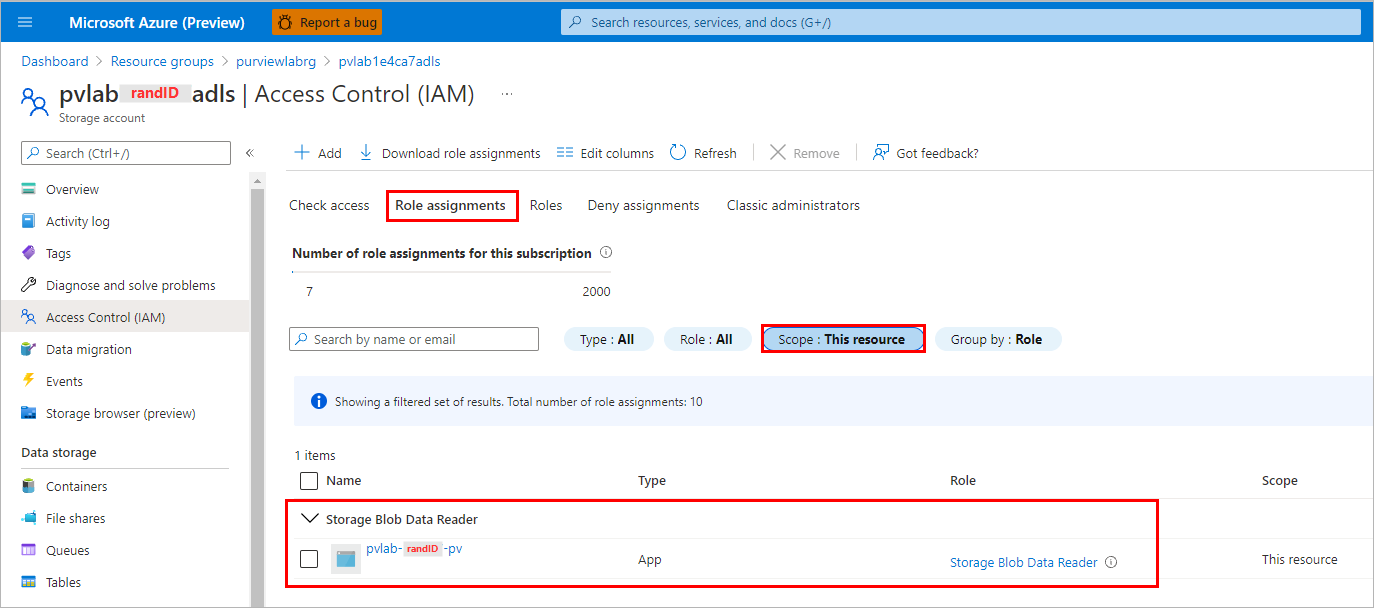 Microsoft Azure (Preview) Report a bug Search resources, services, and docs (G+/)
Dashboard > Resource groups > purviewlabrg > pvlab1e4ca7adls
pvlab randID adls | Access Control (IAM) ...
Storage account
Search (Ctrl+/) «
Overview
Activity log
Tags
Diagnose and solve problems
Access Control (IAM)
Data migration
Events
Storage browser (preview)
Data storage
Containers
File shares
Queues
Tables
Add Download role assignments Edit columns Refresh Remove Got feedback?
Check access Role assignments Roles Deny assignments Classic administrators
Number of role assignments for this subscription
7 2000
Search by name or email Type : All Role : All Scope : This resource Group by : Role
Showing a filtered set of results. Total number of role assignments: 10
1 items
Name Type Role Scope
Storage Blob Data Reader
pvlab-randID-pv App Storage Blob Data Reader This resource